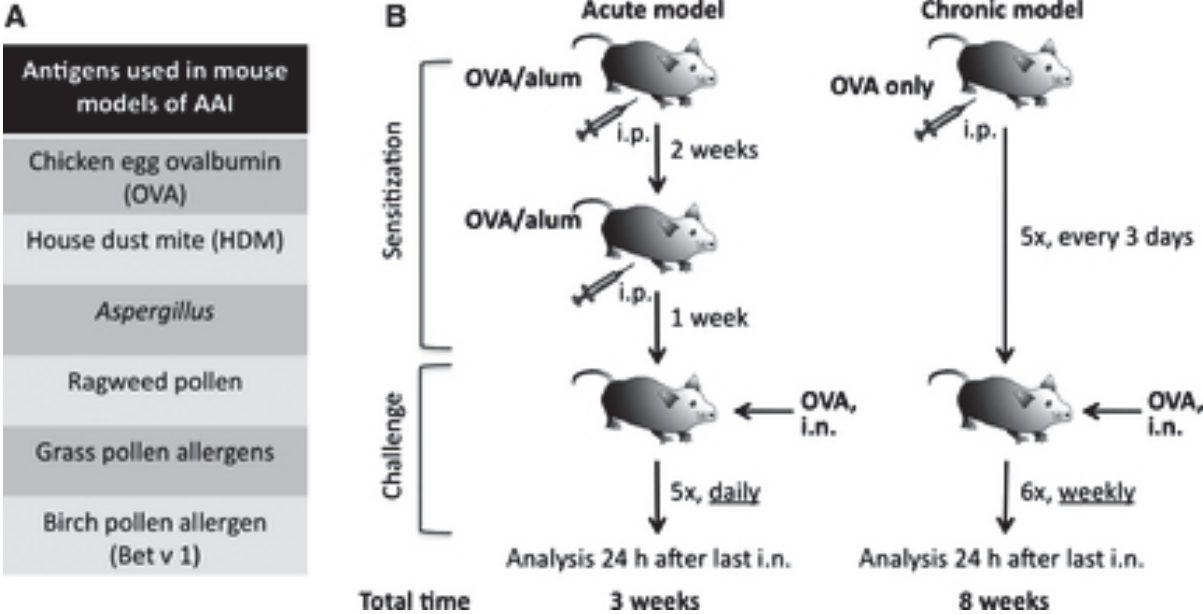 A
Antigens used in mouse
models of AAI
Chicken egg ovalbumin
(OVA)
House dust mite (HDM)
Aspergillus
Ragweed pollen
Grass pollen allergens
Birch pollen allergen
(Bet v 1)
B
Acute model
Chronic model
Sensitization
OVA/alum
i.p.
2 weeks
OVA/alum
i.p.
1 week
OVA only
i.p.
5x, every 3 days
Challenge
OVA,
i.n.
5x, daily
OVA,
i.n.
6x, weekly
Analysis 24 h after last i.n.
Analysis 24 h after last i.n.
Total time
3 weeks
8 weeks